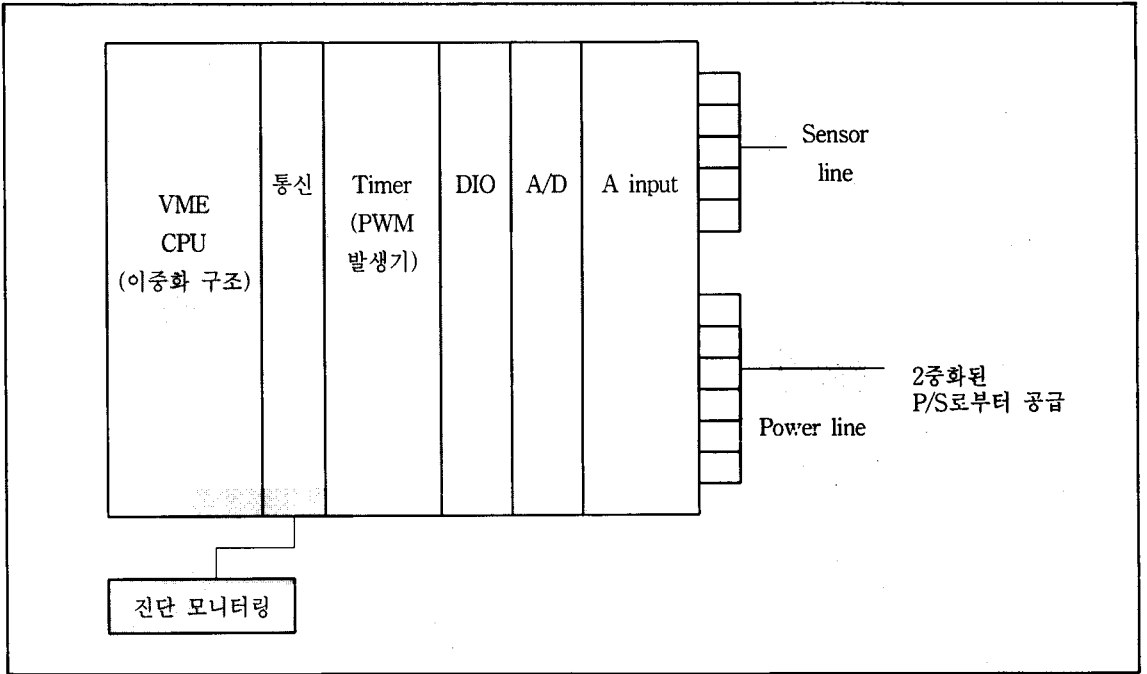 VME
CPU
(이중화 구조)
통신
Timer
(PWM
발생기)
DIO
A/D
A input
Sensor
line
2중화된
P/S로부터 공급
Power line
진단 모니터링